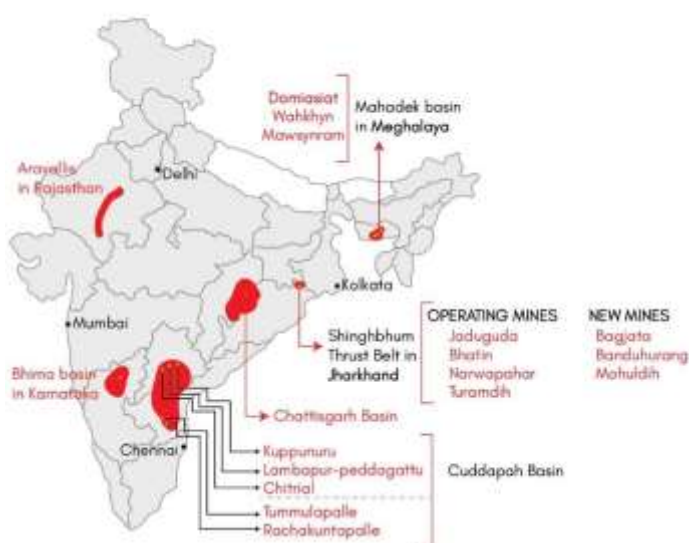 Domiasiat
Wahkhyn
Mawsynram
Mahadek basin
in Meghalaya
Aravallis
in Rajasthan
Delhi
Kolkata
Mumbai
Shinghbhum
Thrust Belt in
Jharkhand
OPERATING MINES
Jaduguda
Bhatin
Narwapahar
Turamdih
NEW MINES
Bagjata
Banduhurang
Mohuldih
Bhima basin
in Karnataka
Chattisgarh Basin
Chennai
Kuppunuru
Lambapur-peddagattu
Chitrial
Cuddapah Basin
Tummulapalle
Rachakuntapalle